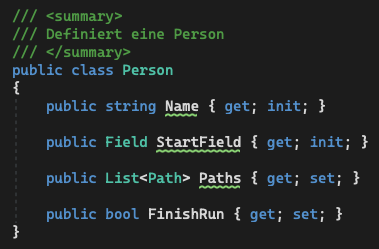 /// <summary>
/// Definiert eine Person
/// </summary>
public class Person
{
    public string Name { get; init; }
    public Field StartField { get; init; }
    public List<Path> Paths { get; set; }
    public bool FinishRun { get; set; }
}